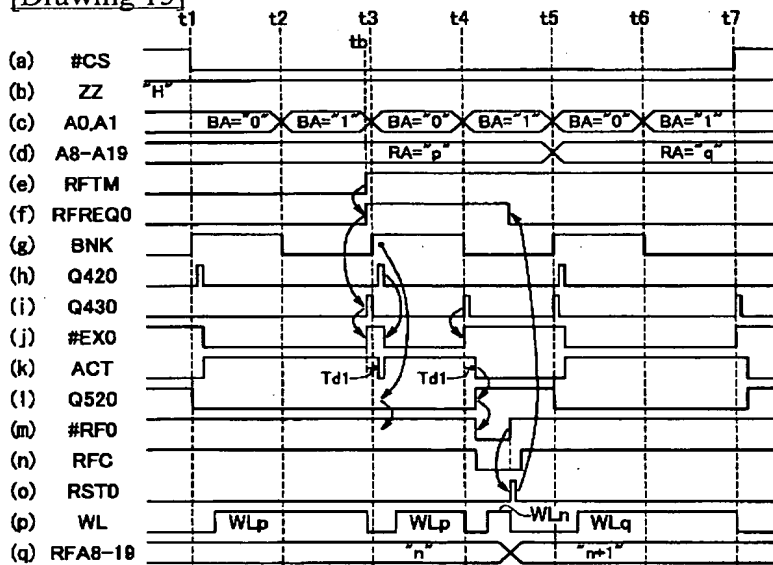 [Drawing 15]
t1 t2 tb t3 t4 t5 t6 t7
(a) #CS
(b) ZZ "H"
(c) A0,A1 BA="0" BA="1" BA="0" BA="1" BA="0" BA="1"
(d) A8-A19 RA="p" RA="q"
(e) RFTM
(f) RFREQ0
(g) BNK
(h) Q420
(i) Q430
(j) #EX0
(k) ACT Td1 Td1
(l) Q520
(m) #RF0
(n) RFC
(o) RST0
(p) WL WLp WLp WLn WLq
(q) RFA8-19 "n" "n+1"